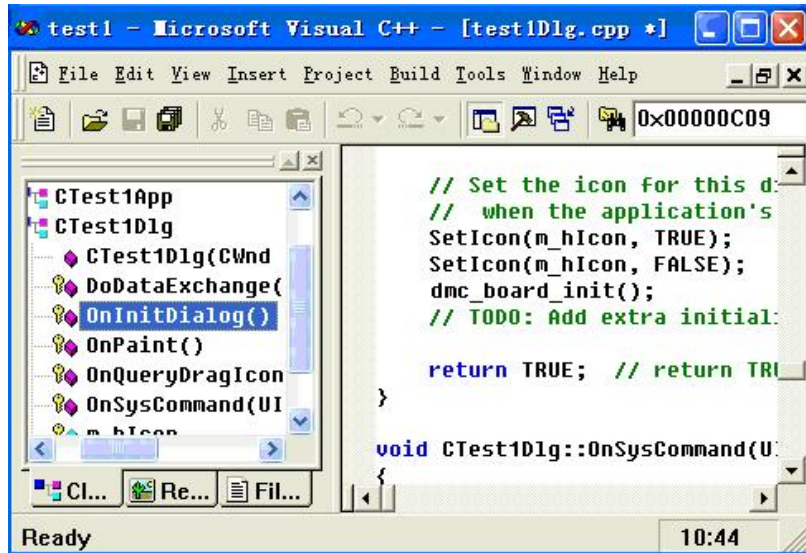 test1 - Microsoft Visual C++ - [test1Dlg.cpp *]
File Edit View Insert Project Build Tools Window Help
0x00000C09
CTest1App
CTest1Dlg
CTest1Dlg(CWnd
DoDataExchange(
OnInitDialog()
OnPaint()
OnQueryDragIcon
OnSysCommand(UI
m_hIcon
Cl... Re... Fil...
// Set the icon for this d
//  when the application's
SetIcon(m_hIcon, TRUE);
SetIcon(m_hIcon, FALSE);
dmc_board_init();
// TODO: Add extra initial
return TRUE;  // return TRU
}
void CTest1Dlg::OnSysCommand(U
{
Ready 10:44